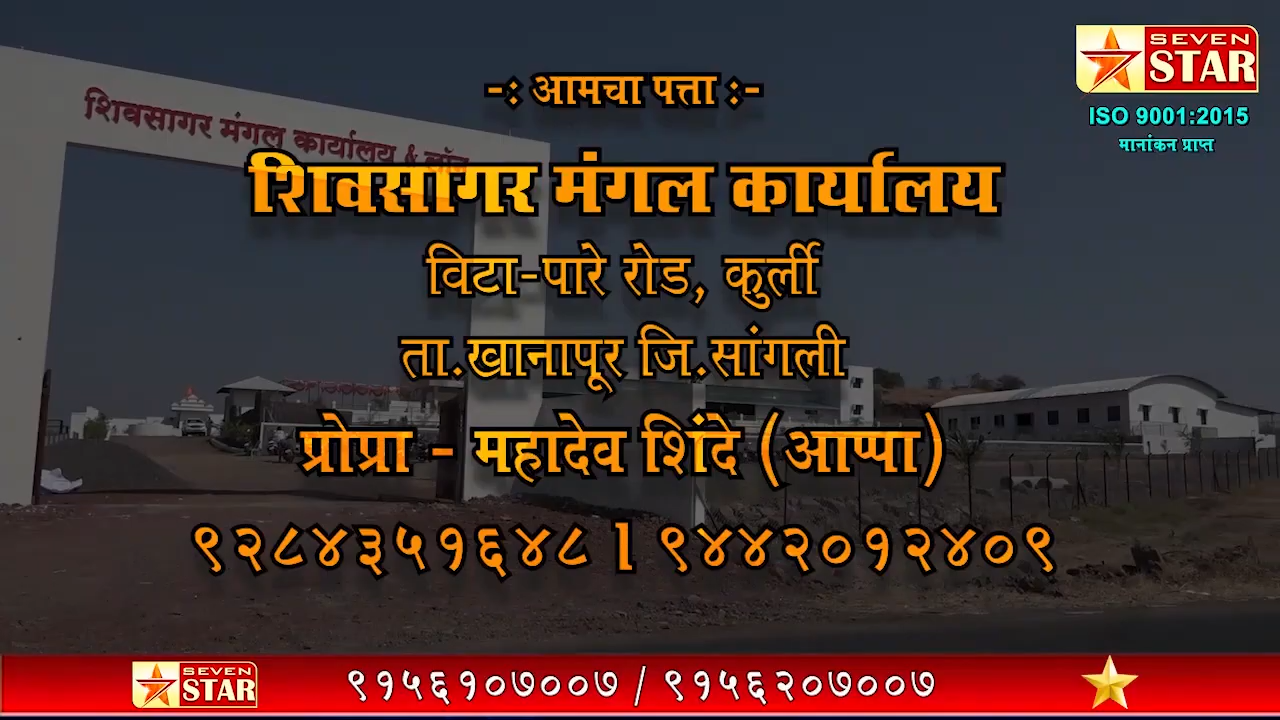 SEVEN
STAR
ISO 9001:2015
मानांकन प्राप्त
-: आमचा पत्ता :-
शिवसागर मंगल कार्यालय & लॉन
शिवसागर मंगल कार्यालय
विटा-पारे रोड, कुर्ली
ता.खानापूर जि.सांगली
प्रोप्रा - महादेव शिंदे (आप्पा)
९२८४३५१६४८ l ९४४२०१२४०९
SEVEN
STAR
९१५६१०७००७ / ९१५६२०७००७